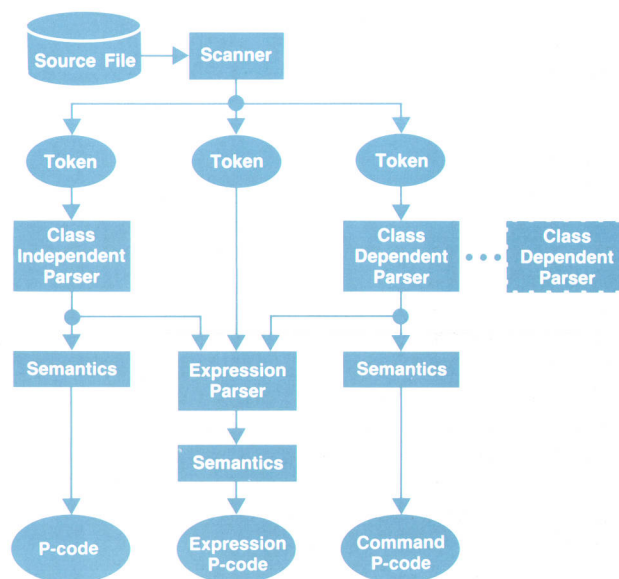 Source File
Scanner
Token
Token
Token
Class
Independent
Parser
Class
Dependent
Parser
Class
Dependent
Parser
Semantics
Expression
Parser
Semantics
Semantics
P-code
Expression
P-code
Command
P-code